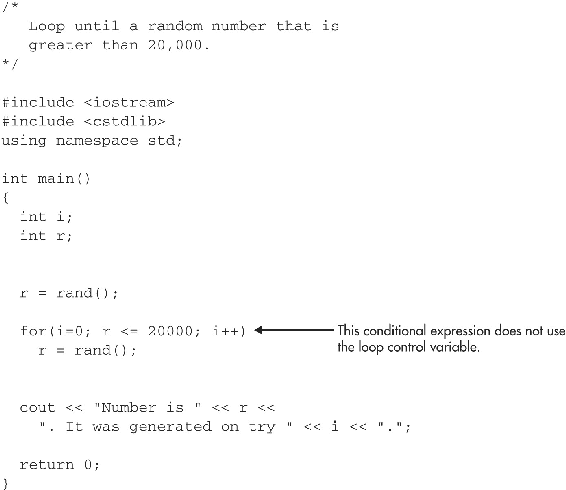 /*
   Loop until a random number that is
   greater than 20,000.
*/

#include <iostream>
#include <cstdlib>
using namespace std;

int main()
{
  int i;
  int r;

  r = rand();

  for(i=0; r <= 20000; i++)
This conditional expression does not use
    r = rand();
the loop control variable.

  cout << "Number is " << r <<
    ". It was generated on try " << i << ".";

  return 0;
}